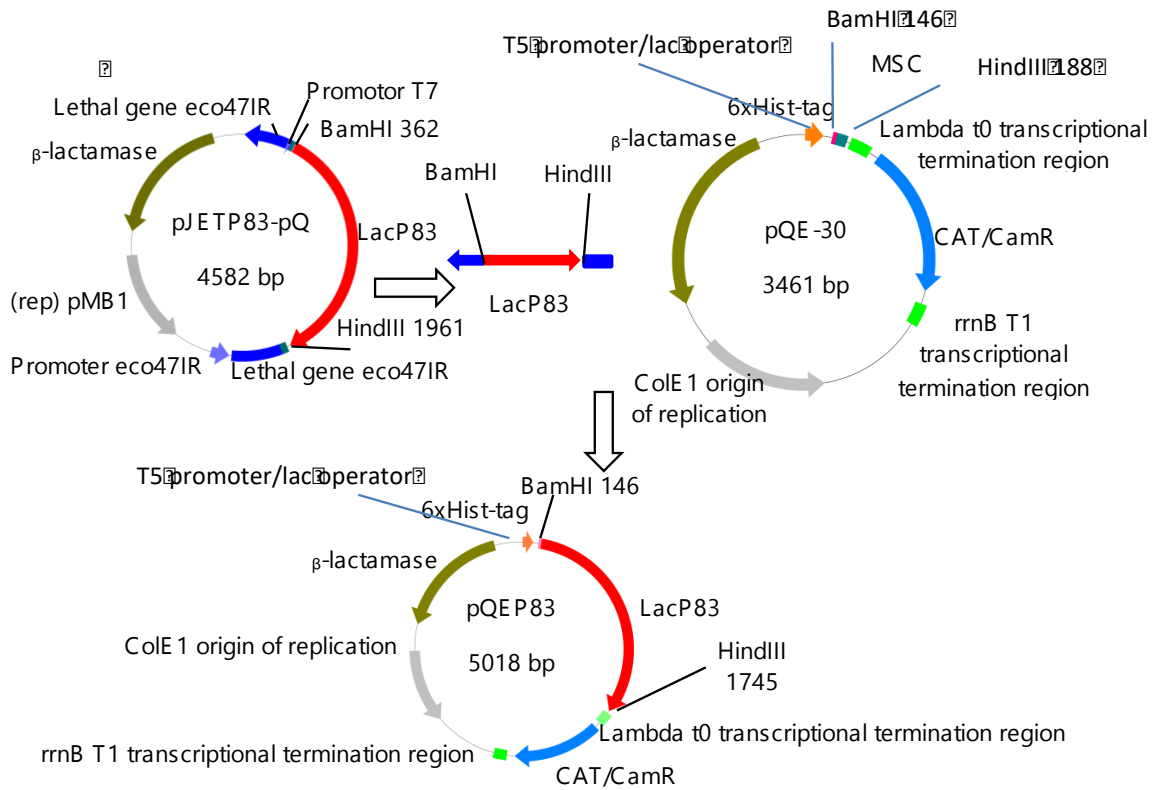 ⍰
Lethal gene eco47IR
Promotor T7
BamHI 362
β-lactamase
pJETP83-pQ
4582 bp
LacP83
(rep) pMB1
HindIII 1961
Promoter eco47IR
Lethal gene eco47IR
BamHI
HindIII
LacP83
T5⍰promoter/lac⍰operator⍰
BamHI⍰146⍰
MSC
HindIII⍰188⍰
6xHist-tag
β-lactamase
Lambda t0 transcriptional
termination region
pQE-30
3461 bp
CAT/CamR
rrnB T1
transcriptional
termination region
ColE1 origin
of replication
T5⍰promoter/lac⍰operator⍰
BamHI 146
6xHist-tag
β-lactamase
pQEP83
5018 bp
LacP83
ColE1 origin of replication
HindIII
1745
Lambda t0 transcriptional termination region
rrnB T1 transcriptional termination region
CAT/CamR